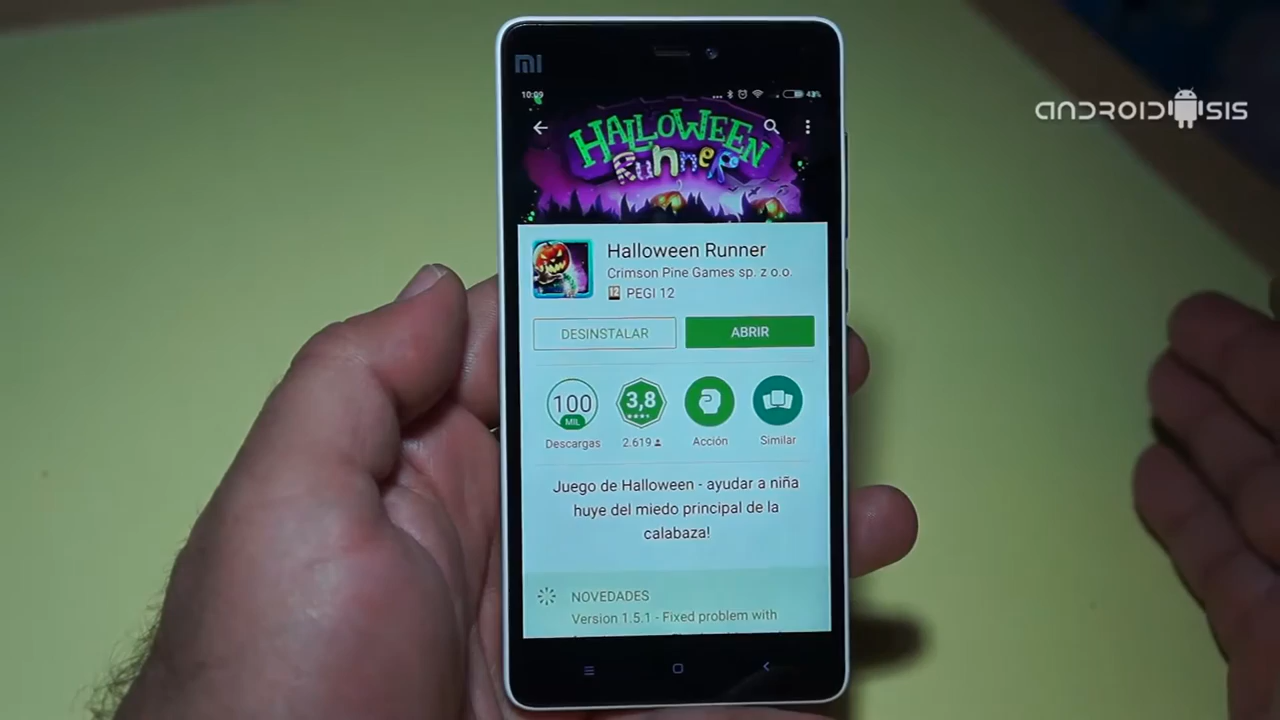 mi
ANDROIDSIS
10:09
43%
HALLOWEEN
RUNNER
Halloween Runner
Crimson Pine Games sp. z o.o.
12 PEGI 12
DESINSTALAR
ABRIR
100
MIL
Descargas
3,8
2.619
Acción
Similar
Juego de Halloween - ayudar a niña
huye del miedo principal de la
calabaza!
NOVEDADES
Version 1.5.1 - Fixed problem with